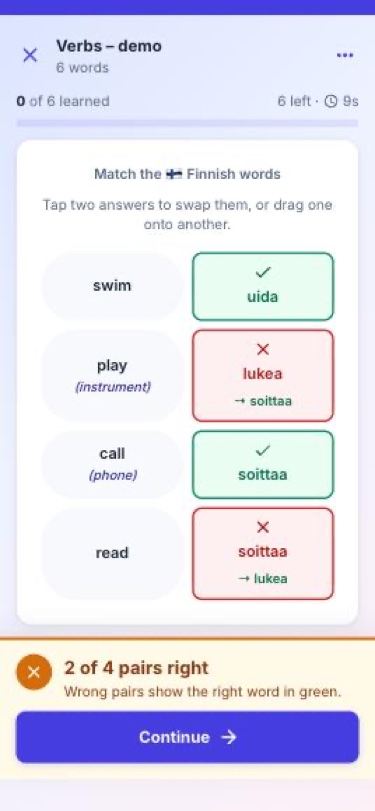 Verbs – demo
6 words
0 of 6 learned
6 left · 9s
Match the 🇫🇮 Finnish words
Tap two answers to swap them, or drag one
onto another.
swim
uida
play
(instrument)
lukea
→ soittaa
call
(phone)
soittaa
read
soittaa
→ lukea
2 of 4 pairs right
Wrong pairs show the right word in green.
Continue →